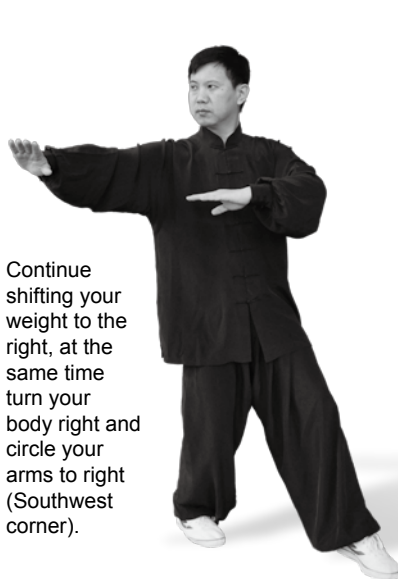 Continue
shifting your
weight to the
right, at the
same time
turn your
body right and
circle your
arms to right
(Southwest
corner).